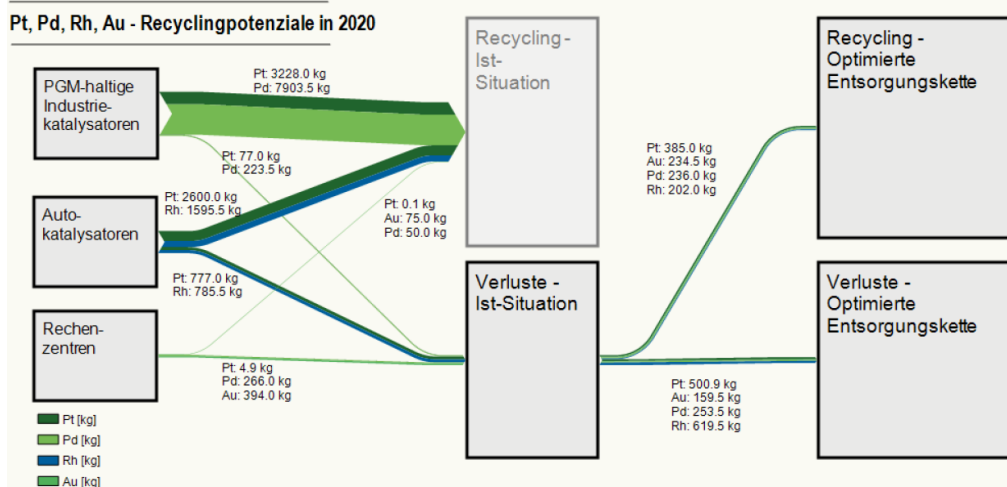 Pt, Pd, Rh, Au - Recyclingpotenziale in 2020
PGM-haltige
Industrie-
katalysatoren
Auto-
katalysatoren
Rechen-
zentren
Pt: 3228.0 kg
Pd: 7903.5 kg
Pt: 77.0 kg
Pd: 223.5 kg
Pt: 2600.0 kg
Rh: 1595.5 kg
Pt: 0.1 kg
Au: 75.0 kg
Pd: 50.0 kg
Pt: 777.0 kg
Rh: 785.5 kg
Pt: 4.9 kg
Pd: 266.0 kg
Au: 394.0 kg
Recycling -
Ist-
Situation
Verluste -
Ist-Situation
Pt: 385.0 kg
Au: 234.5 kg
Pd: 236.0 kg
Rh: 202.0 kg
Pt: 500.9 kg
Au: 159.5 kg
Pd: 253.5 kg
Rh: 619.5 kg
Recycling -
Optimierte
Entsorgungskette
Verluste -
Optimierte
Entsorgungskette
Pt [kg]
Pd [kg]
Rh [kg]
Au [kg]